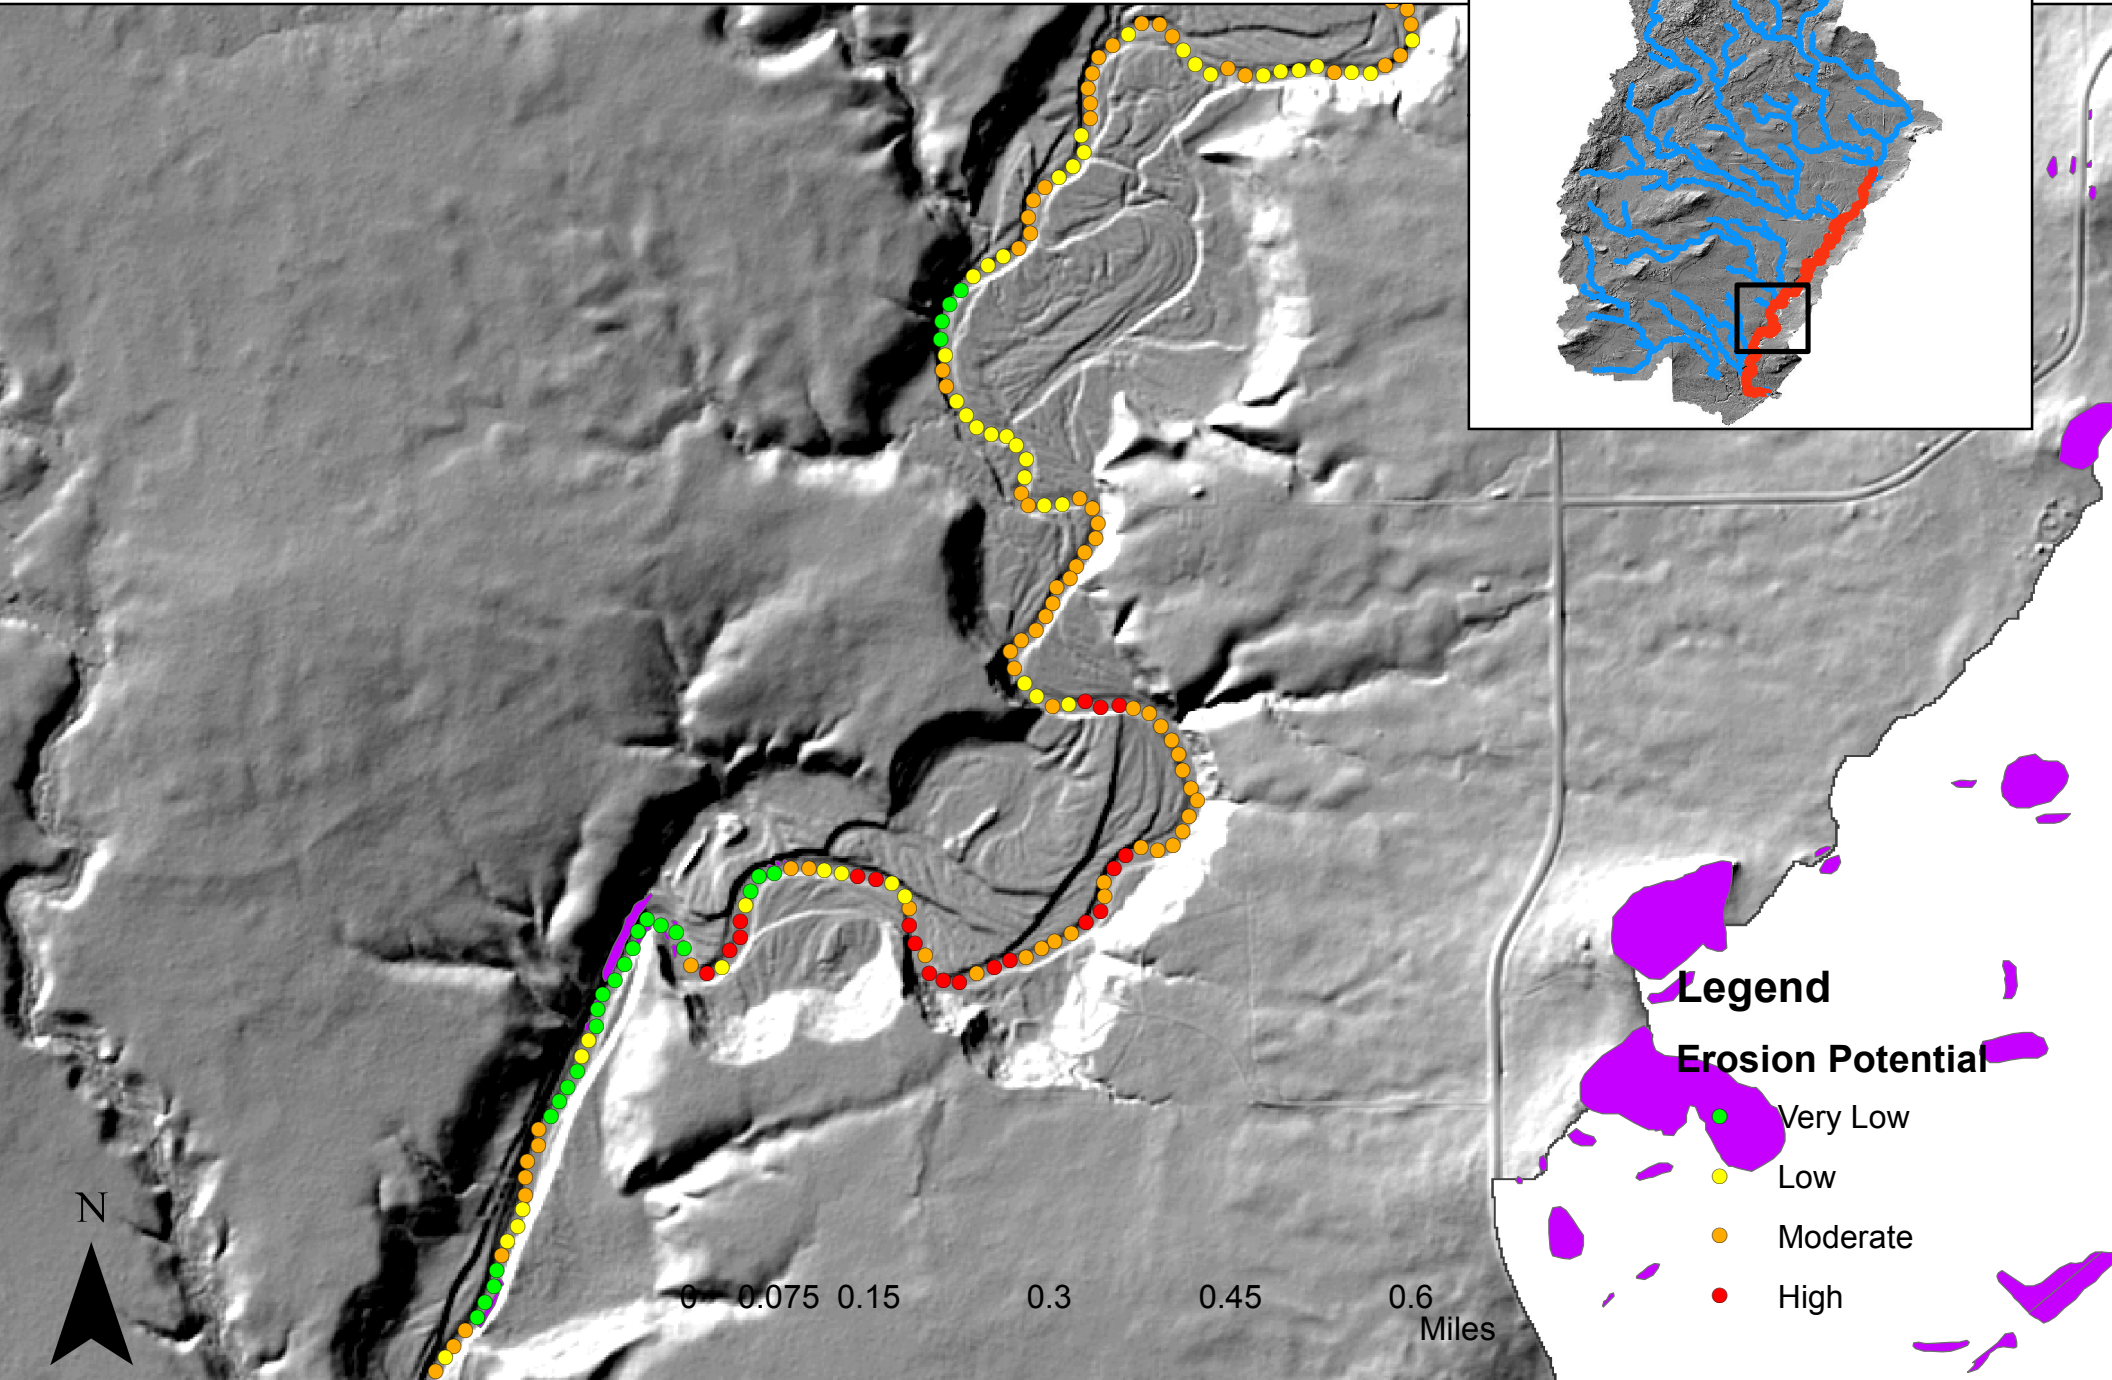 Legend
Erosion Potential
Very Low
Low
Moderate
High
N
0 0.075 0.15 0.3 0.45 0.6
Miles